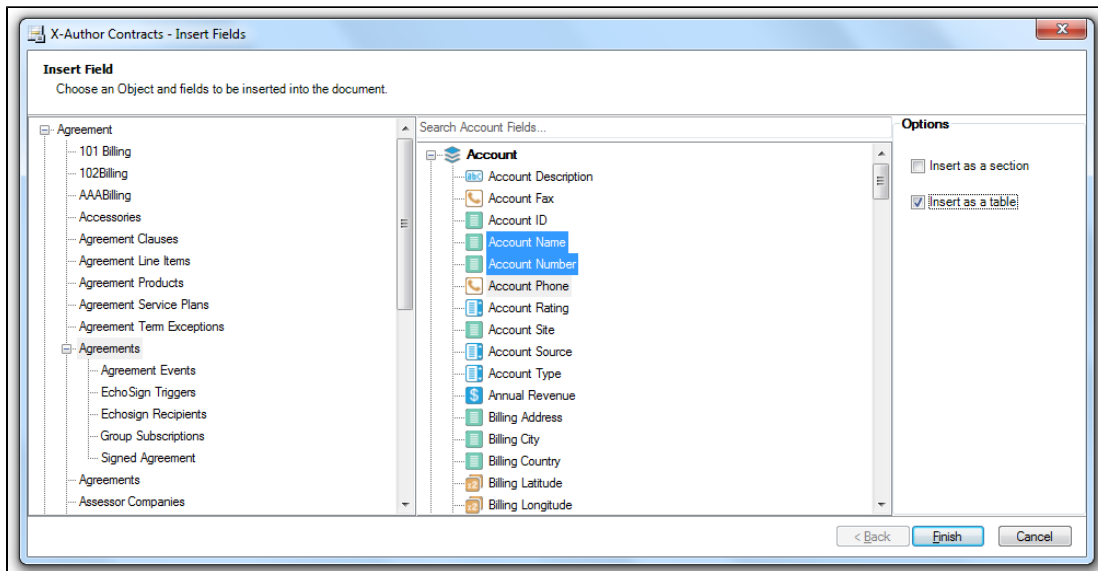 X-Author Contracts - Insert Fields
x
Insert Field
Choose an Object and fields to be inserted into the document.
Agreement
101 Billing
102Billing
AAABilling
Accessories
Agreement Clauses
Agreement Line Items
Agreement Products
Agreement Service Plans
Agreement Term Exceptions
Agreements
Agreement Events
EchoSign Triggers
Echosign Recipients
Group Subscriptions
Signed Agreement
Agreements
Assessor Companies
Search Account Fields...
Account
abc Account Description
Account Fax
Account ID
Account Name
Account Number
Account Phone
Account Rating
Account Site
Account Source
Account Type
$ Annual Revenue
Billing Address
Billing City
Billing Country
Billing Latitude
Billing Longitude
Options
Insert as a section
Insert as a table
< Back
Finish
Cancel